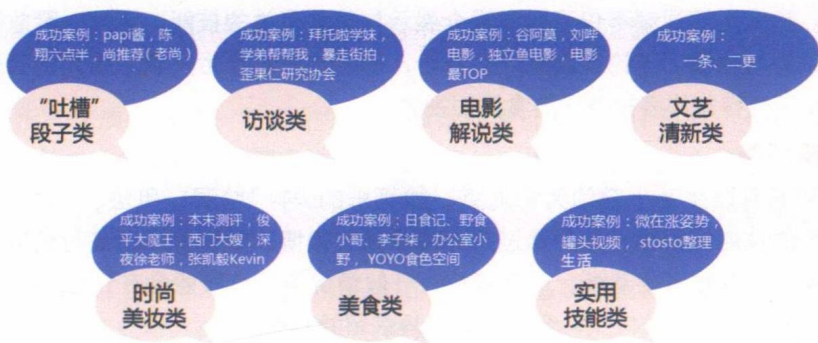 成功案例：papi酱，陈
翔六点半，尚推荐（老尚）
“吐槽”
段子类
成功案例：拜托啦学妹，
学弟帮帮我，暴走街拍，
歪果仁研究协会
访谈类
成功案例：谷阿莫，刘哔
电影，独立鱼电影，电影
最TOP
电影
解说类
成功案例：
一条、二更
文艺
清新类
成功案例：本末测评，俊
平大魔王，西门大嫂，深
夜徐老师，张凯毅Kevin
时尚
美妆类
成功案例：日食记、野食
小哥、李子柒，办公室小
野，YOYO食色空间
美食类
成功案例：微在涨姿势，
罐头视频，stosto整理
生活
实用
技能类